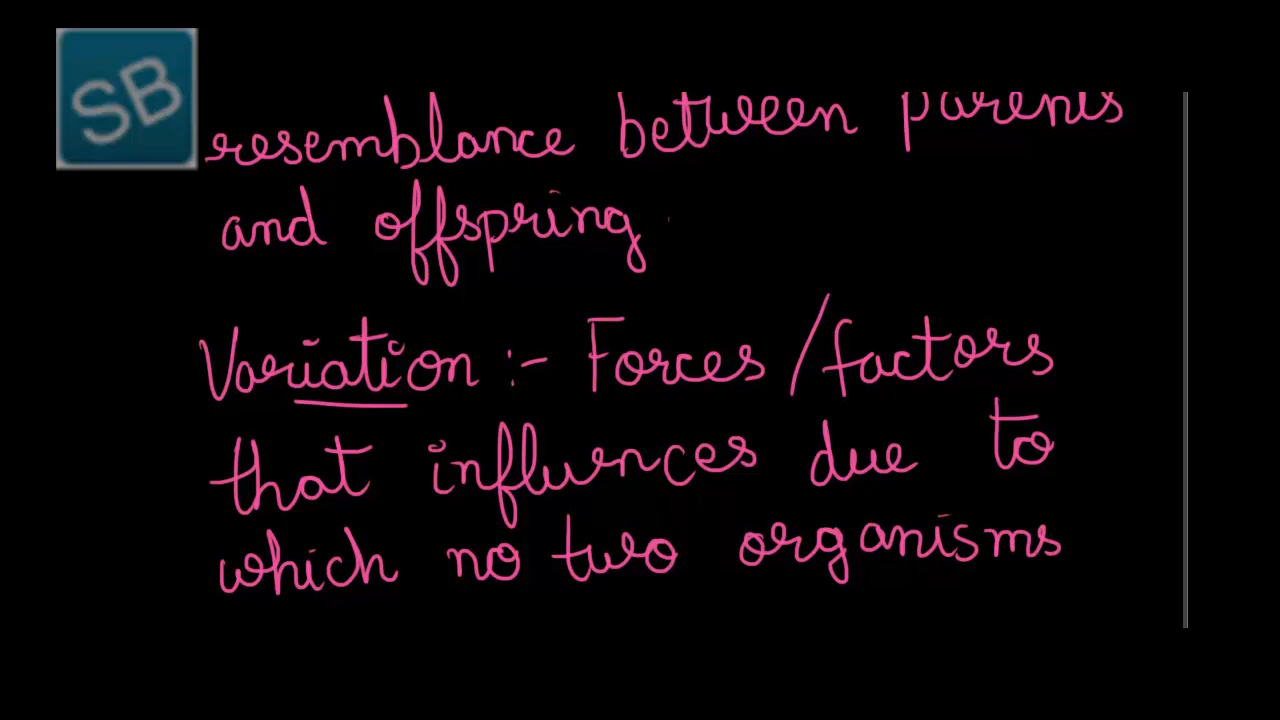 SB
resemblance between parents
and offspring
Variation :- Forces/factors
that influences due to
which no two organisms